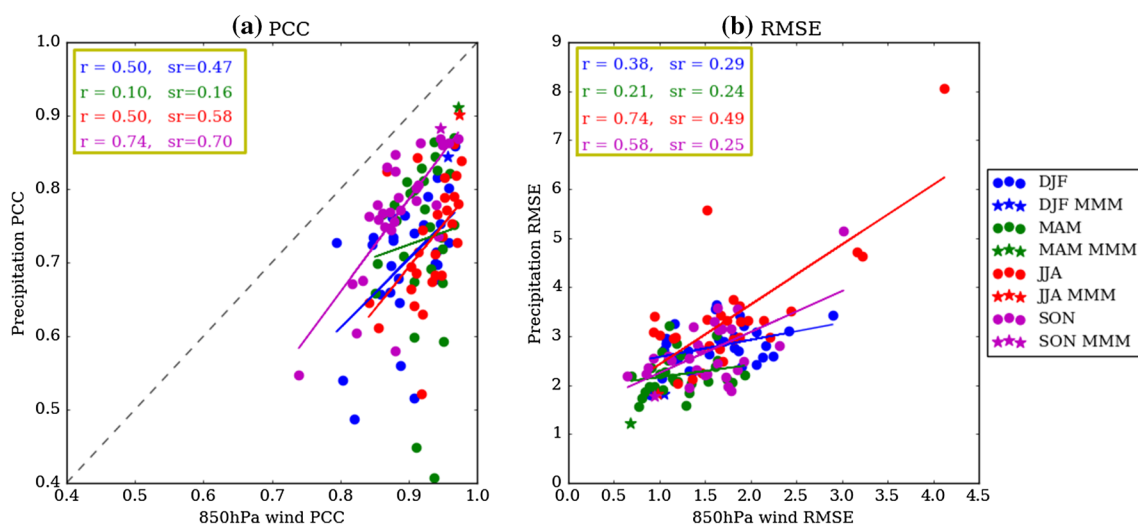 (a) PCC
r = 0.50, sr=0.47
r = 0.10, sr=0.16
r = 0.50, sr=0.58
r = 0.74, sr=0.70
Precipitation PCC
1.0
0.9
0.8
0.7
0.6
0.5
0.4
0.4 0.5 0.6 0.7 0.8 0.9 1.0
850hPa wind PCC
(b) RMSE
r = 0.38, sr = 0.29
r = 0.21, sr = 0.24
r = 0.74, sr = 0.49
r = 0.58, sr = 0.25
Precipitation RMSE
9
8
7
6
5
4
3
2
1
0
0.0 0.5 1.0 1.5 2.0 2.5 3.0 3.5 4.0 4.5
850hPa wind RMSE
DJF
DJF MMM
MAM
MAM MMM
JJA
JJA MMM
SON
SON MMM